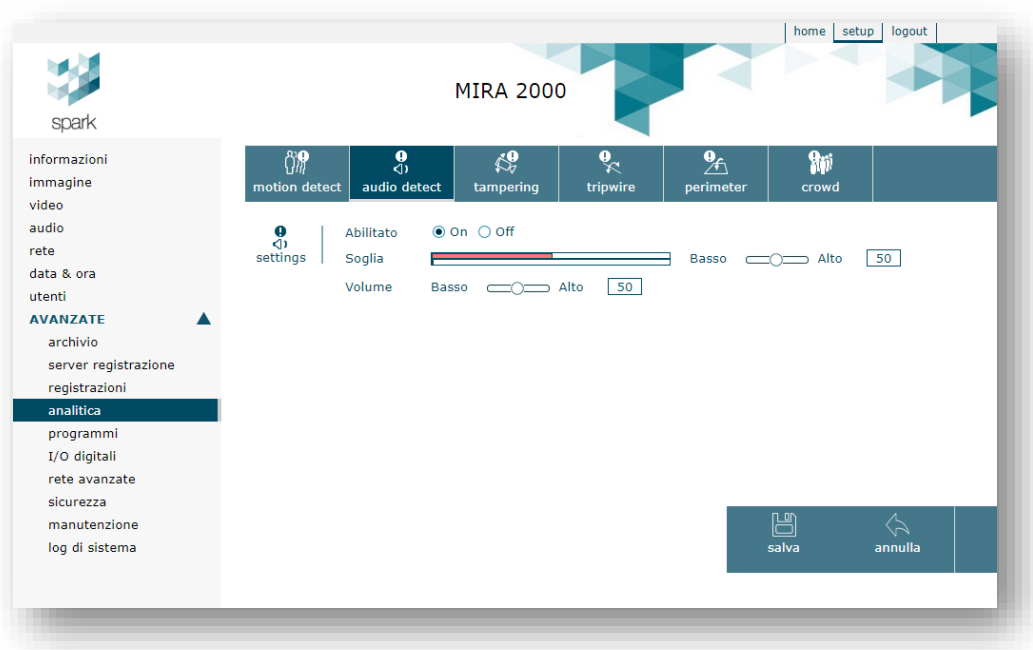 home setup logout
spark
MIRA 2000
informazioni
immagine
video
audio
rete
data & ora
utenti
AVANZATE
archivio
server registrazione
registrazioni
analitica
programmi
I/O digitali
rete avanzate
sicurezza
manutenzione
log di sistema
motion detect audio detect tampering tripwire perimeter crowd
settings
Abilitato On Off
Soglia Basso Alto 50
Volume Basso Alto 50
salva annulla